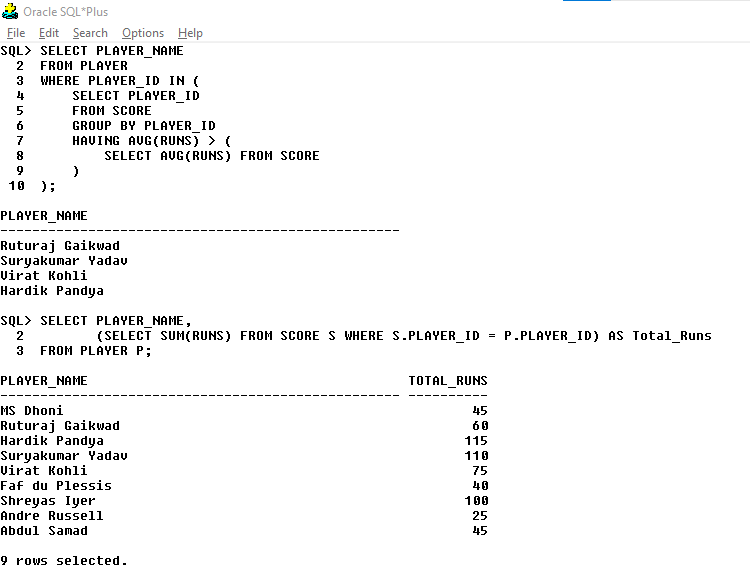 Oracle SQL*Plus
File Edit Search Options Help
SQL> SELECT PLAYER_NAME
  2  FROM PLAYER
  3  WHERE PLAYER_ID IN (
  4      SELECT PLAYER_ID
  5      FROM SCORE
  6      GROUP BY PLAYER_ID
  7      HAVING AVG(RUNS) > (
  8          SELECT AVG(RUNS) FROM SCORE
  9      )
 10  );
PLAYER_NAME
--------------------------------------------------
Ruturaj Gaikwad
Suryakumar Yadav
Virat Kohli
Hardik Pandya
SQL> SELECT PLAYER_NAME,
  2         (SELECT SUM(RUNS) FROM SCORE S WHERE S.PLAYER_ID = P.PLAYER_ID) AS Total_Runs
  3  FROM PLAYER P;
PLAYER_NAME                                        TOTAL_RUNS
-------------------------------------------------- ----------
MS Dhoni                                                   45
Ruturaj Gaikwad                                            60
Hardik Pandya                                             115
Suryakumar Yadav                                          110
Virat Kohli                                                75
Faf du Plessis                                             40
Shreyas Iyer                                              100
Andre Russell                                              25
Abdul Samad                                                45
9 rows selected.